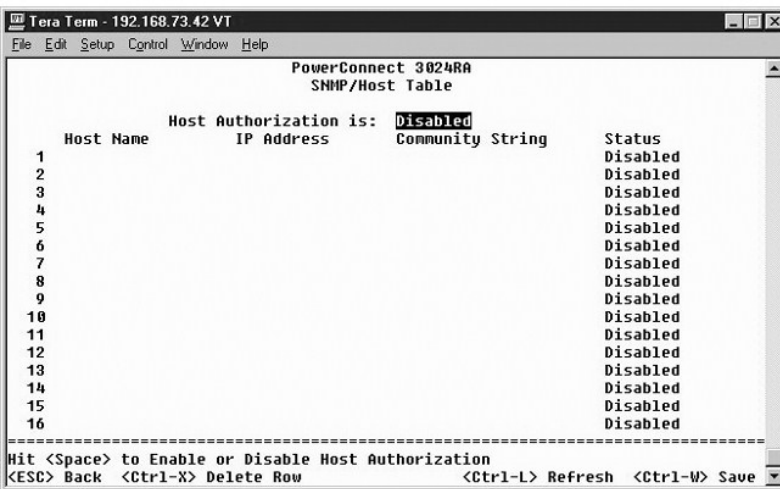 Tera Term - 192.168.73.42 VT
File Edit Setup Control Window Help
PowerConnect 3024RA
SNMP/Host Table
Host Authorization is: Disabled
Host Name IP Address Community String Status
1 Disabled
2 Disabled
3 Disabled
4 Disabled
5 Disabled
6 Disabled
7 Disabled
8 Disabled
9 Disabled
10 Disabled
11 Disabled
12 Disabled
13 Disabled
14 Disabled
15 Disabled
16 Disabled
Hit <Space> to Enable or Disable Host Authorization
<ESC> Back <Ctrl-X> Delete Row <Ctrl-L> Refresh <Ctrl-W> Save